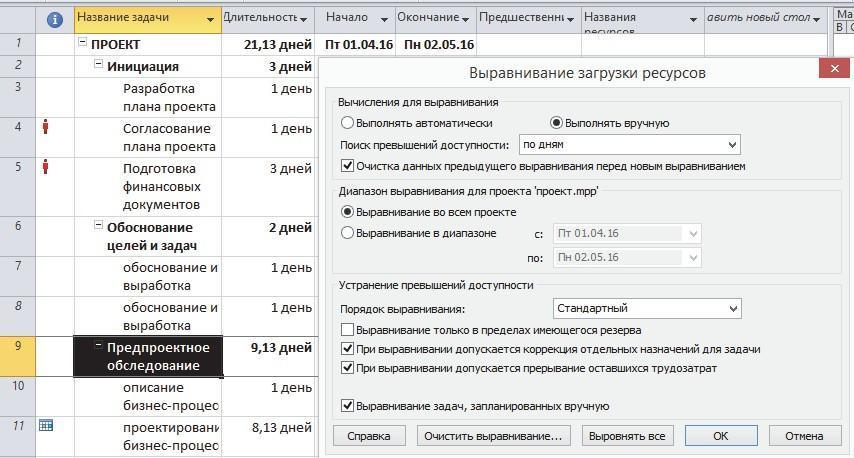 Название задачи Длительность Начало Окончание Предшественни Названия ресурсов авить новый стол Ма
В С
1 ПРОЕКТ 21,13 дней Пт 01.04.16 Пн 02.05.16
2 Инициация 3 дней
3 Разработка 1 день
плана проекта
4 Согласование 1 день
плана проекта
5 Подготовка 3 дней
финансовых
документов
6 Обоснование 2 дней
целей и задач
7 обоснование и 1 день
выработка
8 обоснование и 1 день
выработка
9 Предпроектное 9,13 дней
обследование
10 описание 1 день
бизнес-процес
11 проектировани 8,13 дней
бизнес-процес
Выравнивание загрузки ресурсов
Вычисления для выравнивания
Выполнять автоматически Выполнять вручную
Поиск превышений доступности: по дням
Очистка данных предыдущего выравнивания перед новым выравниванием
Диапазон выравнивания для проекта 'проект.mpp'
Выравнивание во всем проекте
Выравнивание в диапазоне с: Пт 01.04.16
по: Пн 02.05.16
Устранение превышений доступности
Порядок выравнивания: Стандартный
Выравнивание только в пределах имеющегося резерва
При выравнивании допускается коррекция отдельных назначений для задачи
При выравнивании допускается прерывание оставшихся трудозатрат
Выравнивание задач, запланированных вручную
Справка Очистить выравнивание... Выровнять все ОК Отмена